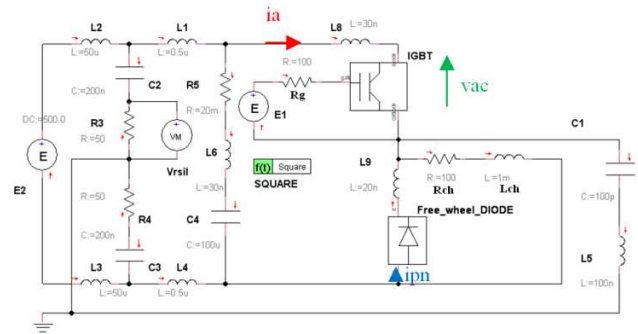 ia
L2
L1
L8
L:=30n
L:=50u
L:=0.5u
IGBT
R:=100
Rg
vac
C2
R5
C:=200n
R:=20m
E
E1
C1
DC:=500.0
R3
R:=50
VM
Vrsil
L6
f(t) Square
SQUARE
L9
R:=100
Rch
L:=1m
Lch
E
E2
L:=30n
L:=20n
C:=100p
R:=50
R4
C4
Free_wheel_DIODE
C:=200n
C:=100u
L5
L:=100n
L3
C3
L4
ipn
L:=50u
L:=0.5u